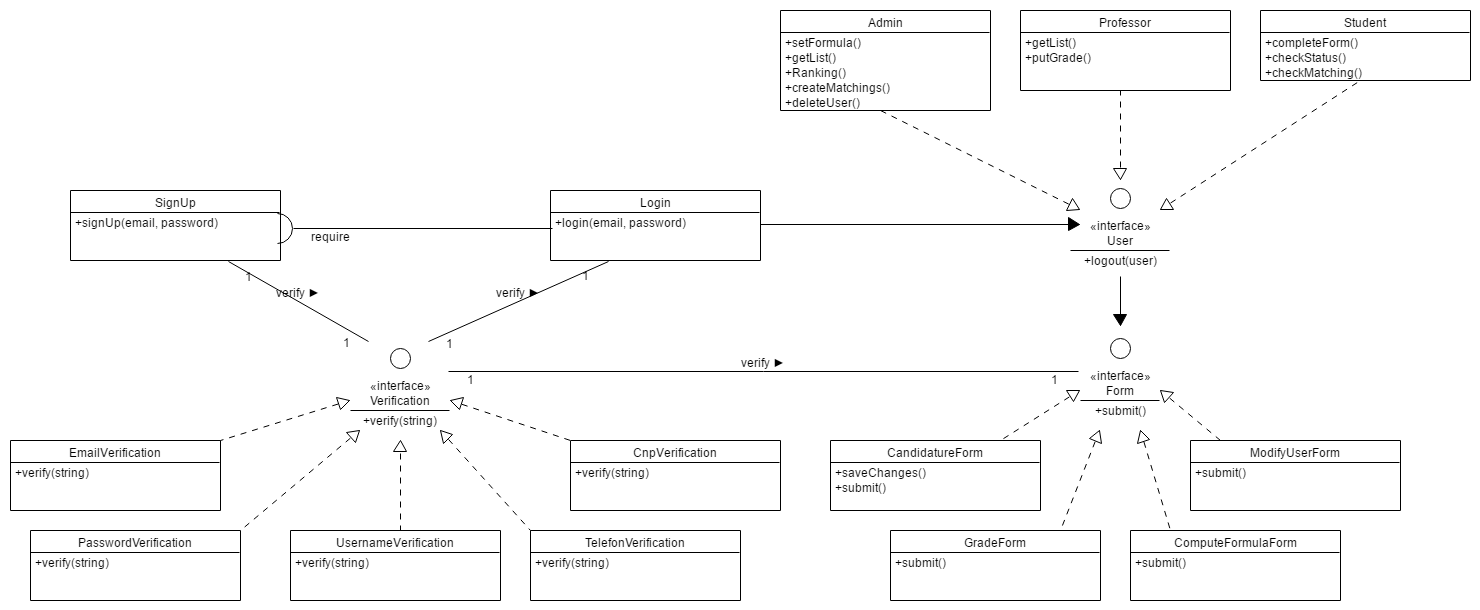 Admin
+setFormula()
+getList()
+Ranking()
+createMatchings()
+deleteUser()
Professor
+getList()
+putGrade()
Student
+completeForm()
+checkStatus()
+checkMatching()
SignUp
+signUp(email, password)
require
Login
+login(email, password)
«interface»
User
+logout(user)
1
verify ►
1
1
verify ►
1
«interface»
Verification
+verify(string)
verify ►
1
1
«interface»
Form
+submit()
EmailVerification
+verify(string)
CnpVerification
+verify(string)
CandidatureForm
+saveChanges()
+submit()
ModifyUserForm
+submit()
PasswordVerification
+verify(string)
UsernameVerification
+verify(string)
TelefonVerification
+verify(string)
GradeForm
+submit()
ComputeFormulaForm
+submit()